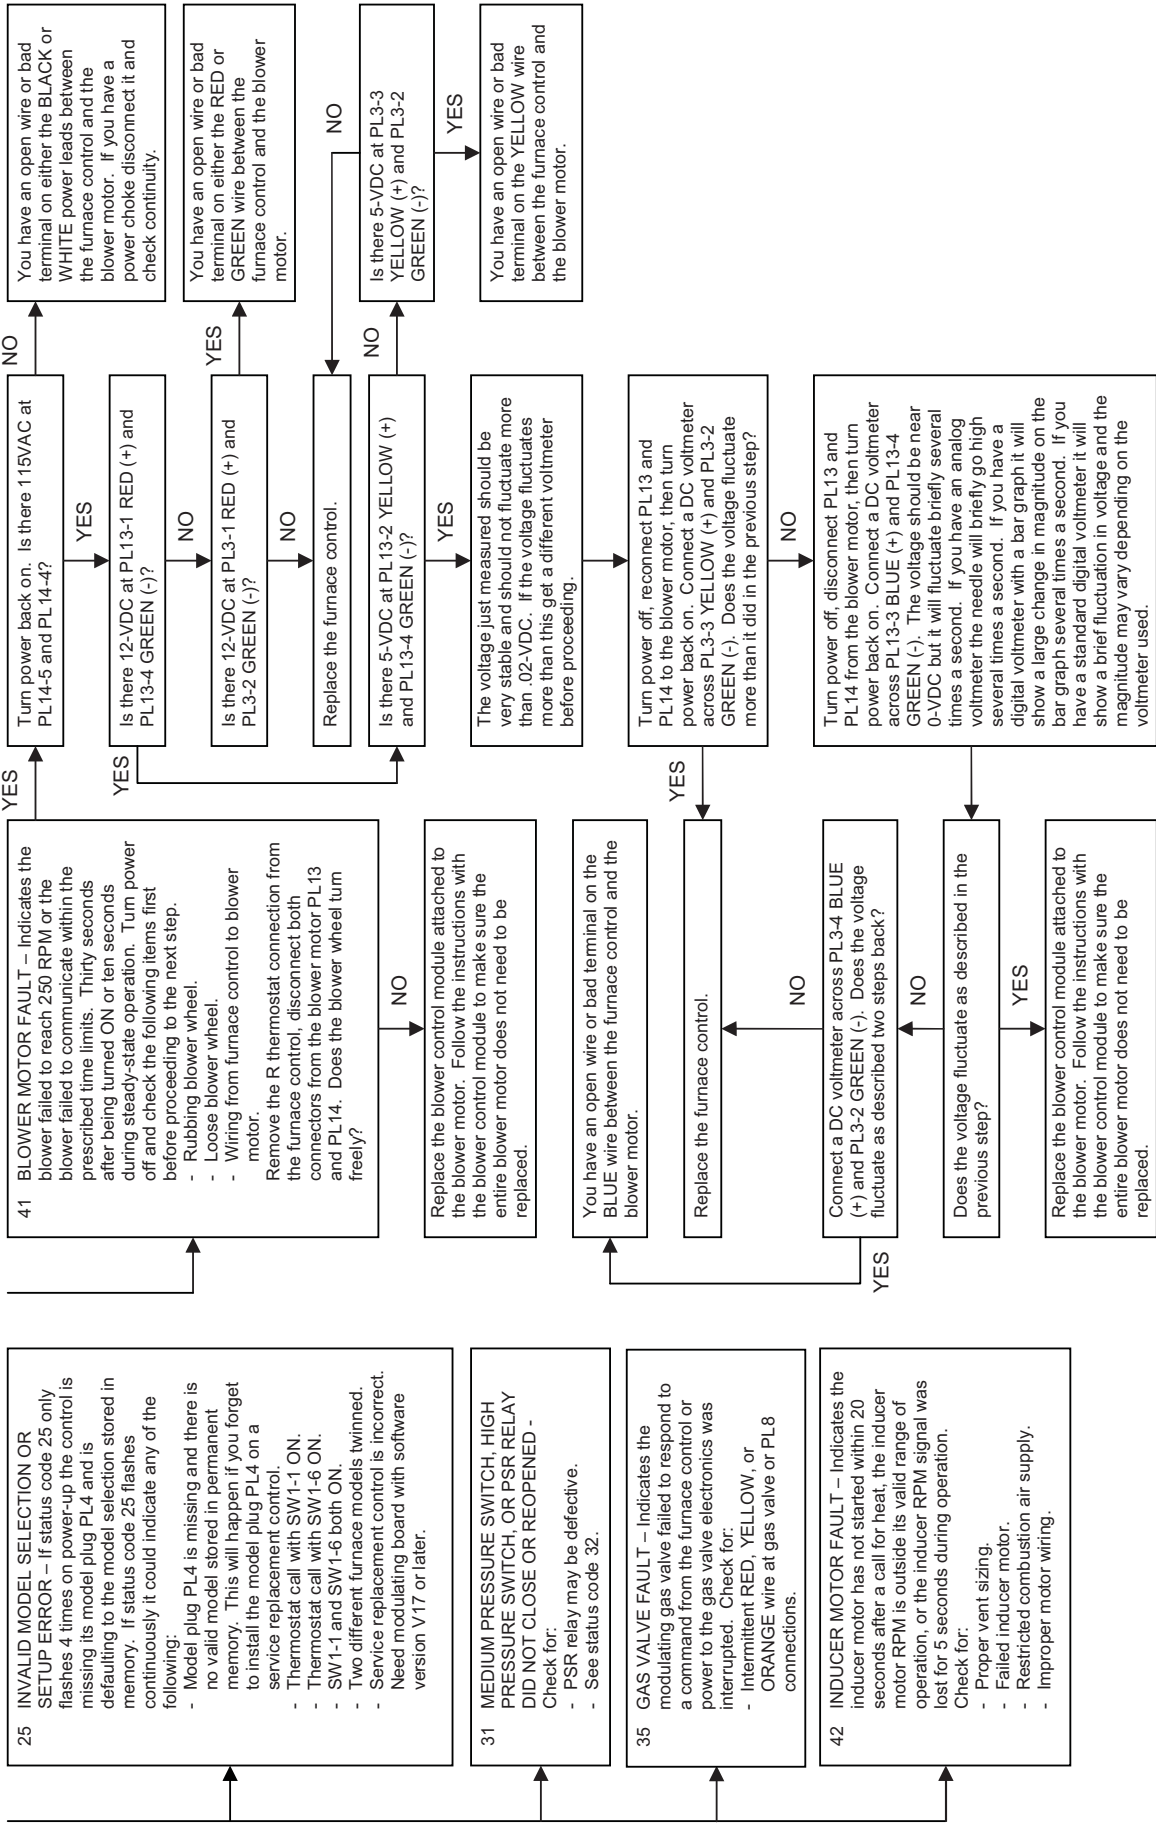 25 INVALID MODEL SELECTION OR
SETUP ERROR – If status code 25 only
flashes 4 times on power-up the control is
missing its model plug PL4 and is
defaulting to the model selection stored in
memory. If status code 25 flashes
continuously it could indicate any of the
following:
- Model plug PL4 is missing and there is
no valid model stored in permanent
memory. This will happen if you forget
to install the model plug PL4 on a
service replacement control.
- Thermostat call with SW1-1 ON.
- Thermostat call with SW1-6 ON.
- SW1-1 and SW1-6 both ON.
- Two different furnace models twinned.
- Service replacement control is incorrect.
Need modulating board with software
version V17 or later.
31 MEDIUM PRESSURE SWITCH, HIGH
PRESSURE SWITCH, OR PSR RELAY
DID NOT CLOSE OR REOPENED -
Check for:
- PSR relay may be defective.
- See status code 32.
35 GAS VALVE FAULT – Indicates the
modulating gas valve failed to respond to
a command from the furnace control or
power to the gas valve electronics was
interrupted. Check for:
- Intermittent RED, YELLOW, or
ORANGE wire at gas valve or PL8
connections.
42 INDUCER MOTOR FAULT – Indicates the
inducer motor has not started within 20
seconds after a call for heat, the inducer
motor RPM is outside its valid range of
operation, or the inducer RPM signal was
lost for 5 seconds during operation.
Check for:
- Proper vent sizing.
- Failed inducer motor.
- Restricted combustion air supply.
- Improper motor wiring.
41 BLOWER MOTOR FAULT – Indicates the
blower failed to reach 250 RPM or the
blower failed to communicate within the
prescribed time limits. Thirty seconds
after being turned ON or ten seconds
during steady-state operation. Turn power
off and check the following items first
before proceeding to the next step.
- Rubbing blower wheel.
- Loose blower wheel.
- Wiring from furnace control to blower
motor.
Remove the R thermostat connection from
the furnace control, disconnect both
connectors from the blower motor PL13
and PL14. Does the blower wheel turn
freely?
YES
NO
Replace the blower control module attached to
the blower motor. Follow the instructions with
the blower control module to make sure the
entire blower motor does not need to be
replaced.
You have an open wire or bad terminal on the
BLUE wire between the furnace control and the
blower motor.
Replace the furnace control.
NO
Connect a DC voltmeter across PL3-4 BLUE
(+) and PL3-2 GREEN (-). Does the voltage
fluctuate as described two steps back?
YES
NO
Does the voltage fluctuate as described in the
previous step?
YES
Replace the blower control module attached to
the blower motor. Follow the instructions with
the blower control module to make sure the
entire blower motor does not need to be
replaced.
Turn power back on. Is there 115VAC at
PL14-5 and PL14-4?
NO
YES
Is there 12-VDC at PL13-1 RED (+) and
PL13-4 GREEN (-)?
YES
NO
Is there 12-VDC at PL3-1 RED (+) and
PL3-2 GREEN (-)?
YES
NO
Replace the furnace control.
Is there 5-VDC at PL13-2 YELLOW (+)
and PL13-4 GREEN (-)?
NO
YES
The voltage just measured should be
very stable and should not fluctuate more
than .02-VDC. If the voltage fluctuates
more than this get a different voltmeter
before proceeding.
Turn power off, reconnect PL13 and
PL14 to the blower motor, then turn
power back on. Connect a DC voltmeter
across PL3-3 YELLOW (+) and PL3-2
GREEN (-). Does the voltage fluctuate
more than it did in the previous step?
YES
NO
Turn power off, disconnect PL13 and
PL14 from the blower motor, then turn
power back on. Connect a DC voltmeter
across PL13-3 BLUE (+) and PL13-4
GREEN (-). The voltage should be near
0-VDC but it will fluctuate briefly several
times a second. If you have an analog
voltmeter the needle will briefly go high
several times a second. If you have a
digital voltmeter with a bar graph it will
show a large change in magnitude on the
bar graph several times a second. If you
have a standard digital voltmeter it will
show a brief fluctuation in voltage and the
magnitude may vary depending on the
voltmeter used.
You have an open wire or bad
terminal on either the BLACK or
WHITE power leads between
the furnace control and the
blower motor. If you have a
power choke disconnect it and
check continuity.
You have an open wire or bad
terminal on either the RED or
GREEN wire between the
furnace control and the blower
motor.
NO
Is there 5-VDC at PL3-3
YELLOW (+) and PL3-2
GREEN (-)?
YES
You have an open wire or bad
terminal on the YELLOW wire
between the furnace control and
the blower motor.